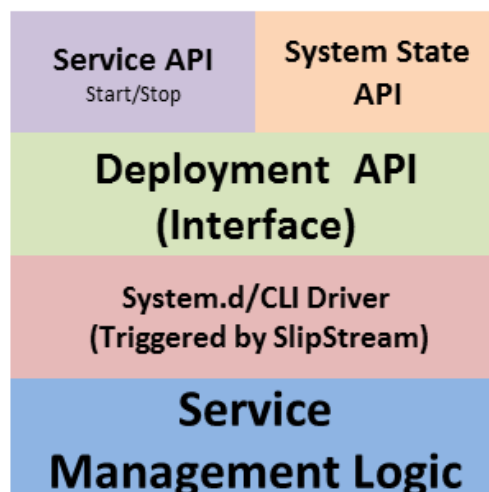 Service API
Start/Stop
System State
API
Deployment API
(Interface)
System.d/CLI Driver
(Triggered by SlipStream)
Service
Management Logic